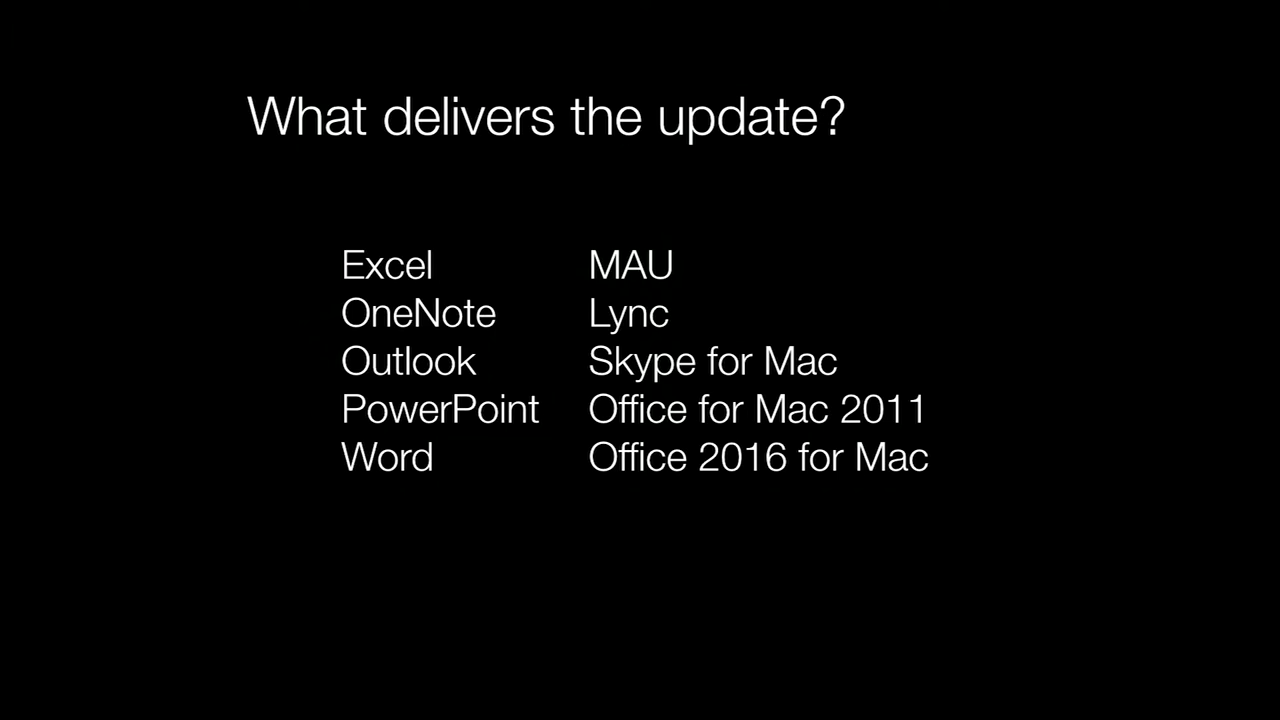 What delivers the update?
Excel
OneNote
Outlook
PowerPoint
Word
MAU
Lync
Skype for Mac
Office for Mac 2011
Office 2016 for Mac